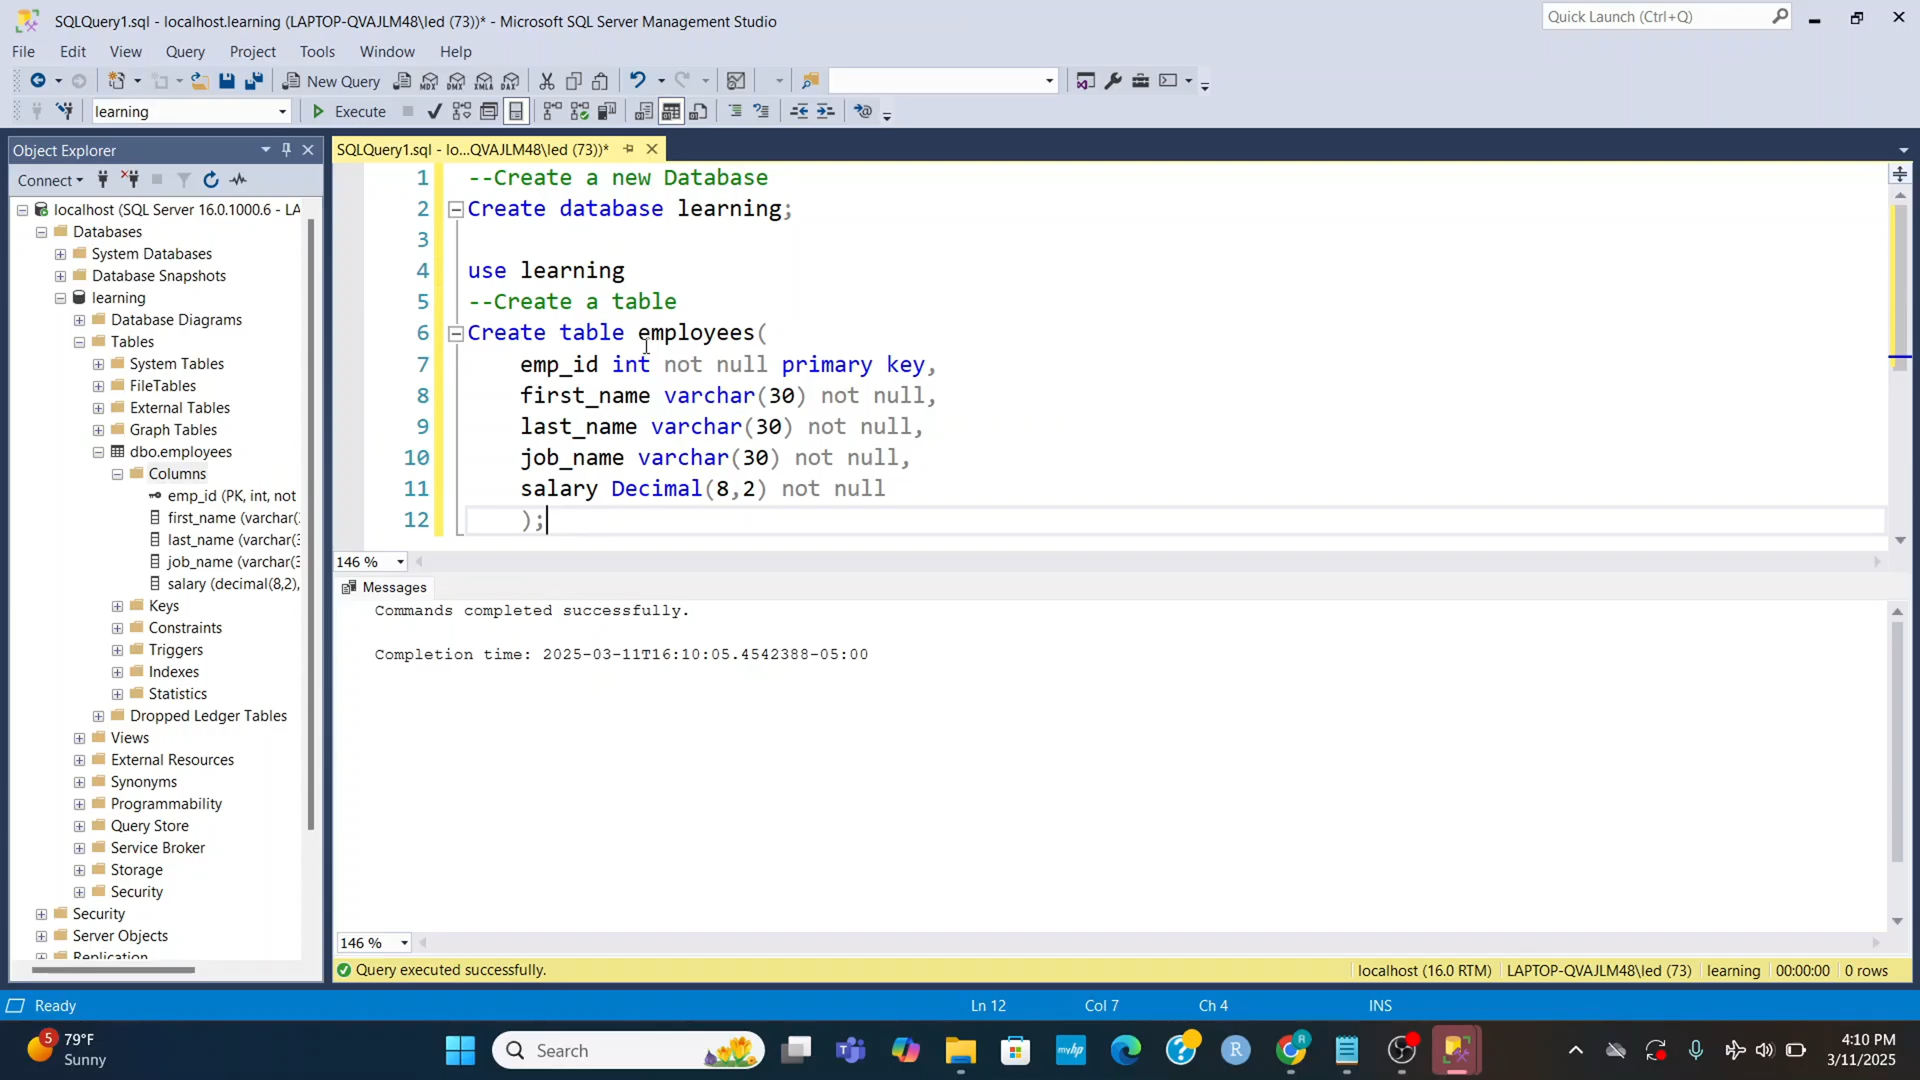 SQLQuery1.sql - localhost.learning (LAPTOP-QVAJLM48\led (73))* - Microsoft SQL Server Management Studio
Quick Launch (Ctrl+Q)
File Edit View Query Project Tools Window Help
New Query
MDX DMX XMLA DAX
learning
Execute
Object Explorer
Connect
localhost (SQL Server 16.0.1000.6 - LA
Databases
System Databases
Database Snapshots
learning
Database Diagrams
Tables
System Tables
FileTables
External Tables
Graph Tables
dbo.employees
Columns
emp_id (PK, int, not
first_name (varchar(
last_name (varchar(3
job_name (varchar(3
salary (decimal(8,2),
Keys
Constraints
Triggers
Indexes
Statistics
Dropped Ledger Tables
Views
External Resources
Synonyms
Programmability
Query Store
Service Broker
Storage
Security
Security
Server Objects
Replication
SQLQuery1.sql - lo...QVAJLM48\led (73))*
1 --Create a new Database
2 Create database learning;
3
4 use learning
5 --Create a table
6 Create table employees(
7 emp_id int not null primary key,
8 first_name varchar(30) not null,
9 last_name varchar(30) not null,
10 job_name varchar(30) not null,
11 salary Decimal(8,2) not null
12 );
146 %
Messages
Commands completed successfully.
Completion time: 2025-03-11T16:10:05.4542388-05:00
146 %
Query executed successfully.
localhost (16.0 RTM) LAPTOP-QVAJLM48\led (73) learning 00:00:00 0 rows
Ready
Ln 12 Col 7 Ch 4 INS
5
79°F
Sunny
Search
myhp
R
R
4:10 PM
3/11/2025